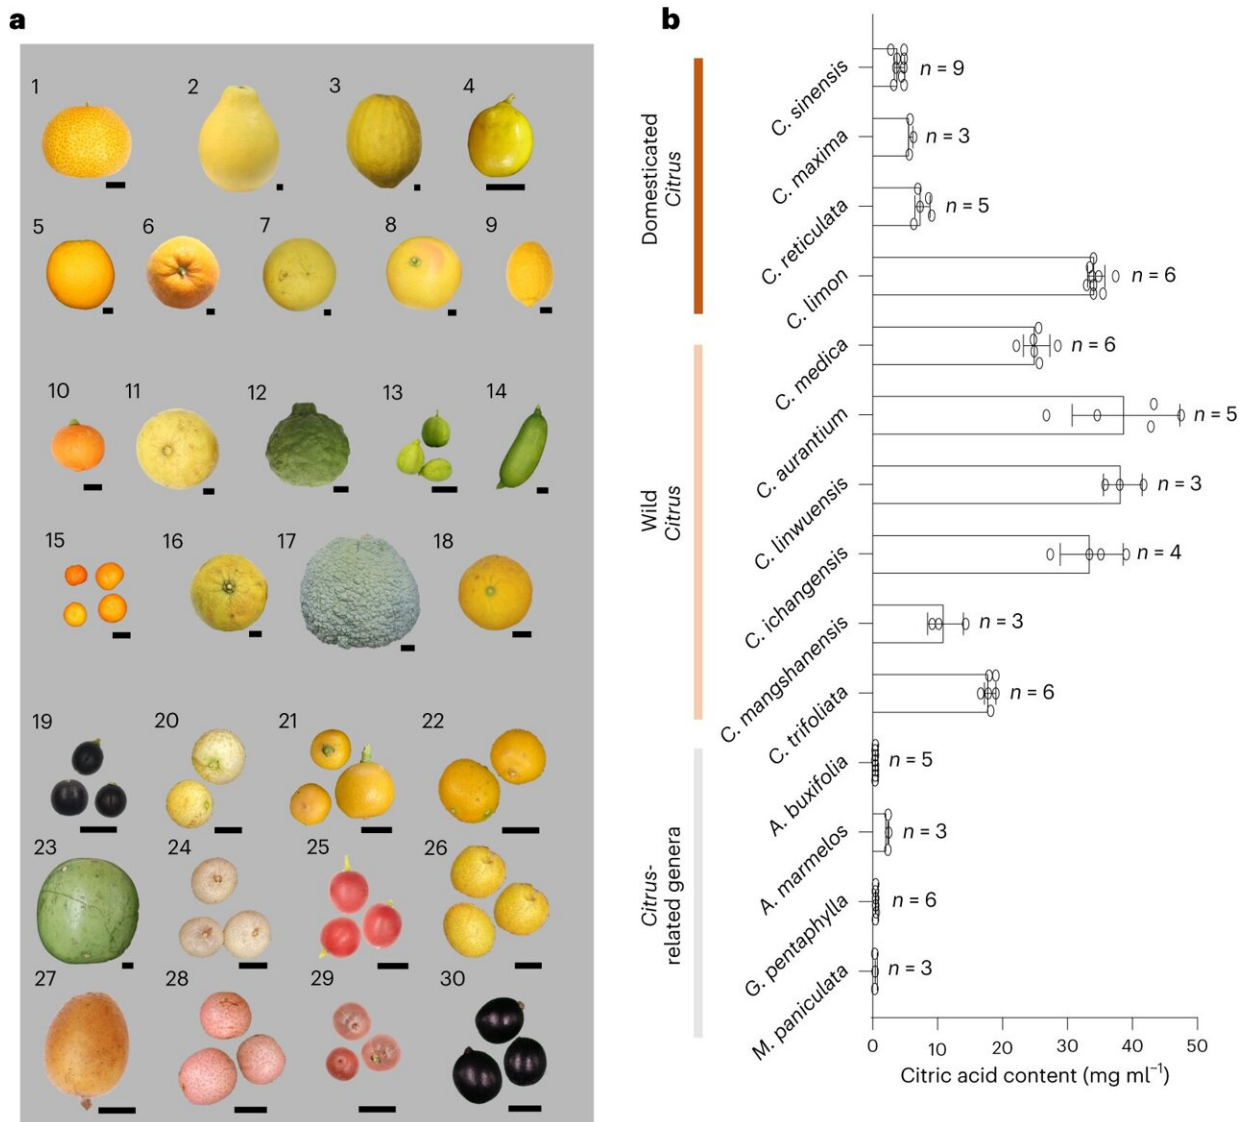 a
1 2 3 4
5 6 7 8 9
10 11 12 13 14
15 16 17 18
19 20 21 22
23 24 25 26
27 28 29 30
b
Domesticated
Citrus
Wild
Citrus
Citrus-
related genera
C. sinensis n = 9
C. maxima n = 3
C. reticulata n = 5
C. limon n = 6
C. medica n = 6
C. aurantium n = 5
C. linwuensis n = 3
C. ichangensis n = 4
C. mangshanensis n = 3
C. trifoliata n = 6
A. buxifolia n = 5
A. marmelos n = 3
G. pentaphylla n = 6
M. paniculata n = 3
0 10 20 30 40 50
Citric acid content (mg ml⁻¹)